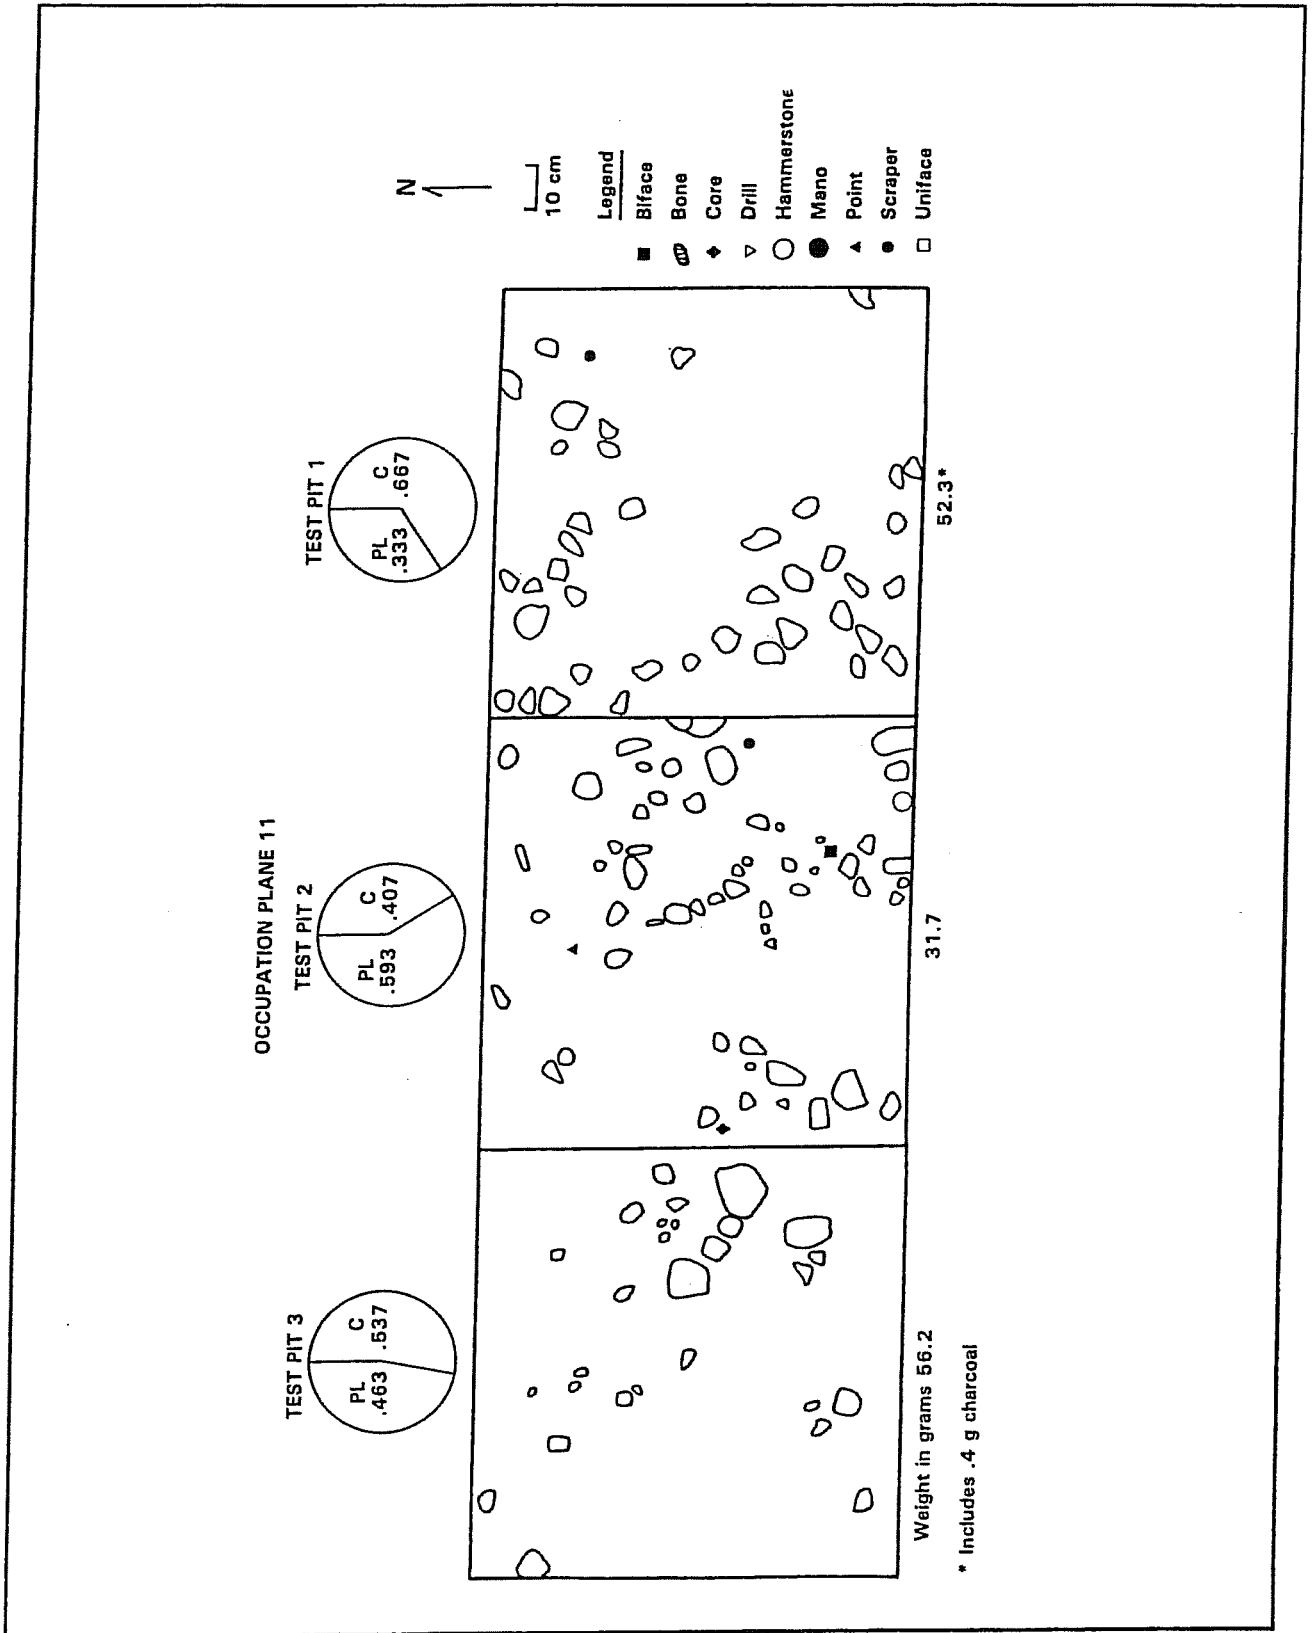 OCCUPATION PLANE 11
TEST PIT 3
TEST PIT 2
TEST PIT 1
PL
.463
C
.537
PL
.593
C
.407
PL
.333
C
.667
N
10 cm
Legend
Biface
Bone
Core
Drill
Hammerstone
Mano
Point
Scraper
Uniface
Weight in grams 56.2
31.7
52.3*
* Includes .4 g charcoal